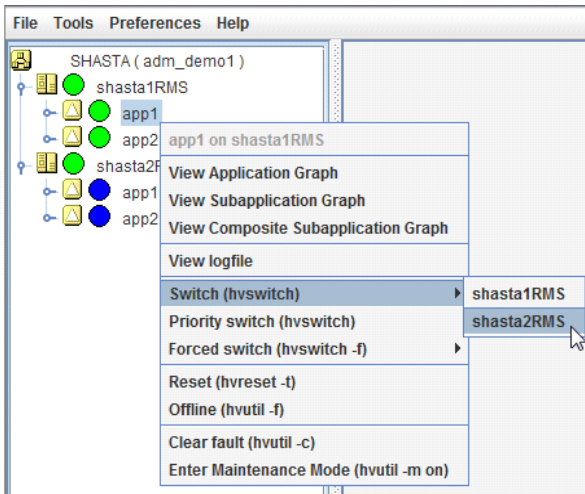 File Tools Preferences Help
SHASTA ( adm_demo1 )
shasta1RMS
app1
app2
shasta2R
app1
app2
app1 on shasta1RMS
View Application Graph
View Subapplication Graph
View Composite Subapplication Graph
View logfile
Switch (hvswitch)
shasta1RMS
shasta2RMS
Priority switch (hvswitch)
Forced switch (hvswitch -f)
Reset (hvreset -t)
Offline (hvutil -f)
Clear fault (hvutil -c)
Enter Maintenance Mode (hvutil -m on)